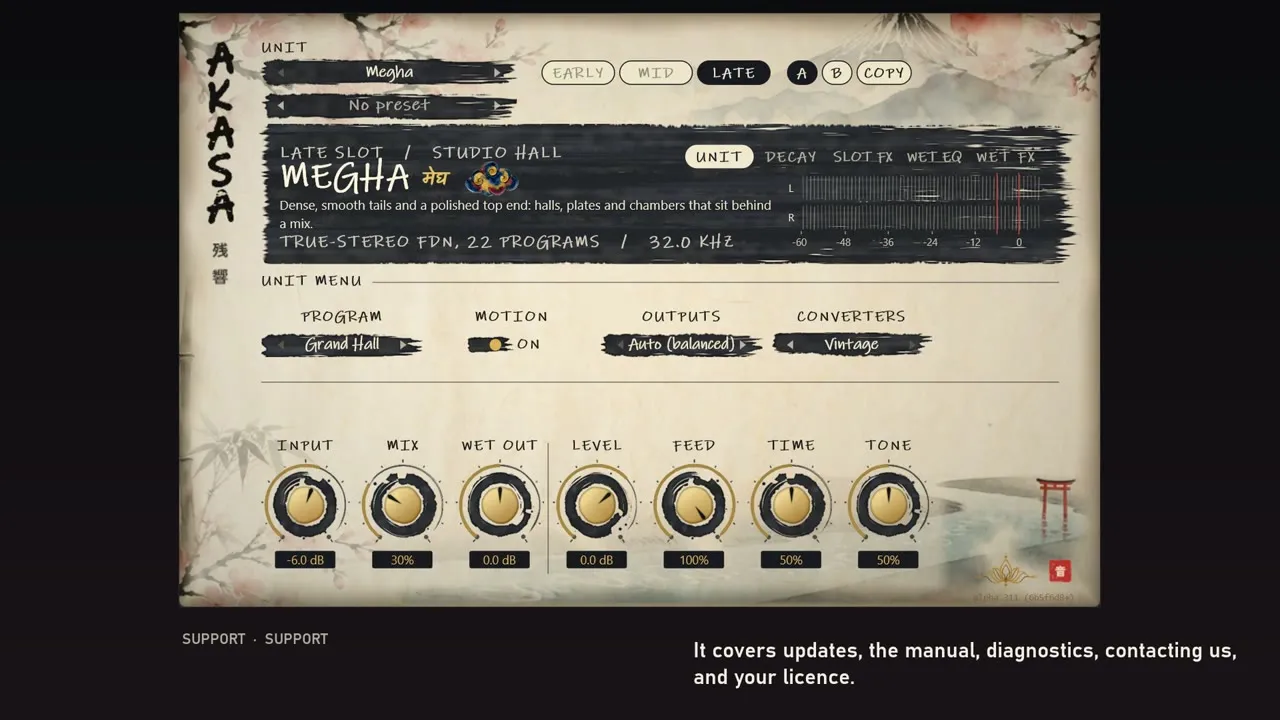 AKASA
残響
UNIT
Megha
No preset
EARLY MID LATE A B COPY
LATE SLOT / STUDIO HALL
MEGHA मेघ
Dense, smooth tails and a polished top end: halls, plates and chambers that sit behind
a mix.
TRUE-STEREO FDN, 22 PROGRAMS / 32.0 KHZ
UNIT DECAY SLOT FX WET EQ WET FX
L
R
-60 -48 -36 -24 -12 0
UNIT MENU
PROGRAM MOTION OUTPUTS CONVERTERS
Grand Hall ON Auto (balanced) Vintage
INPUT MIX WET OUT LEVEL FEED TIME TONE
-6.0 dB 30% 0.0 dB 0.0 dB 100% 50% 50%
音
SUPPORT · SUPPORT
It covers updates, the manual, diagnostics, contacting us,
and your licence.